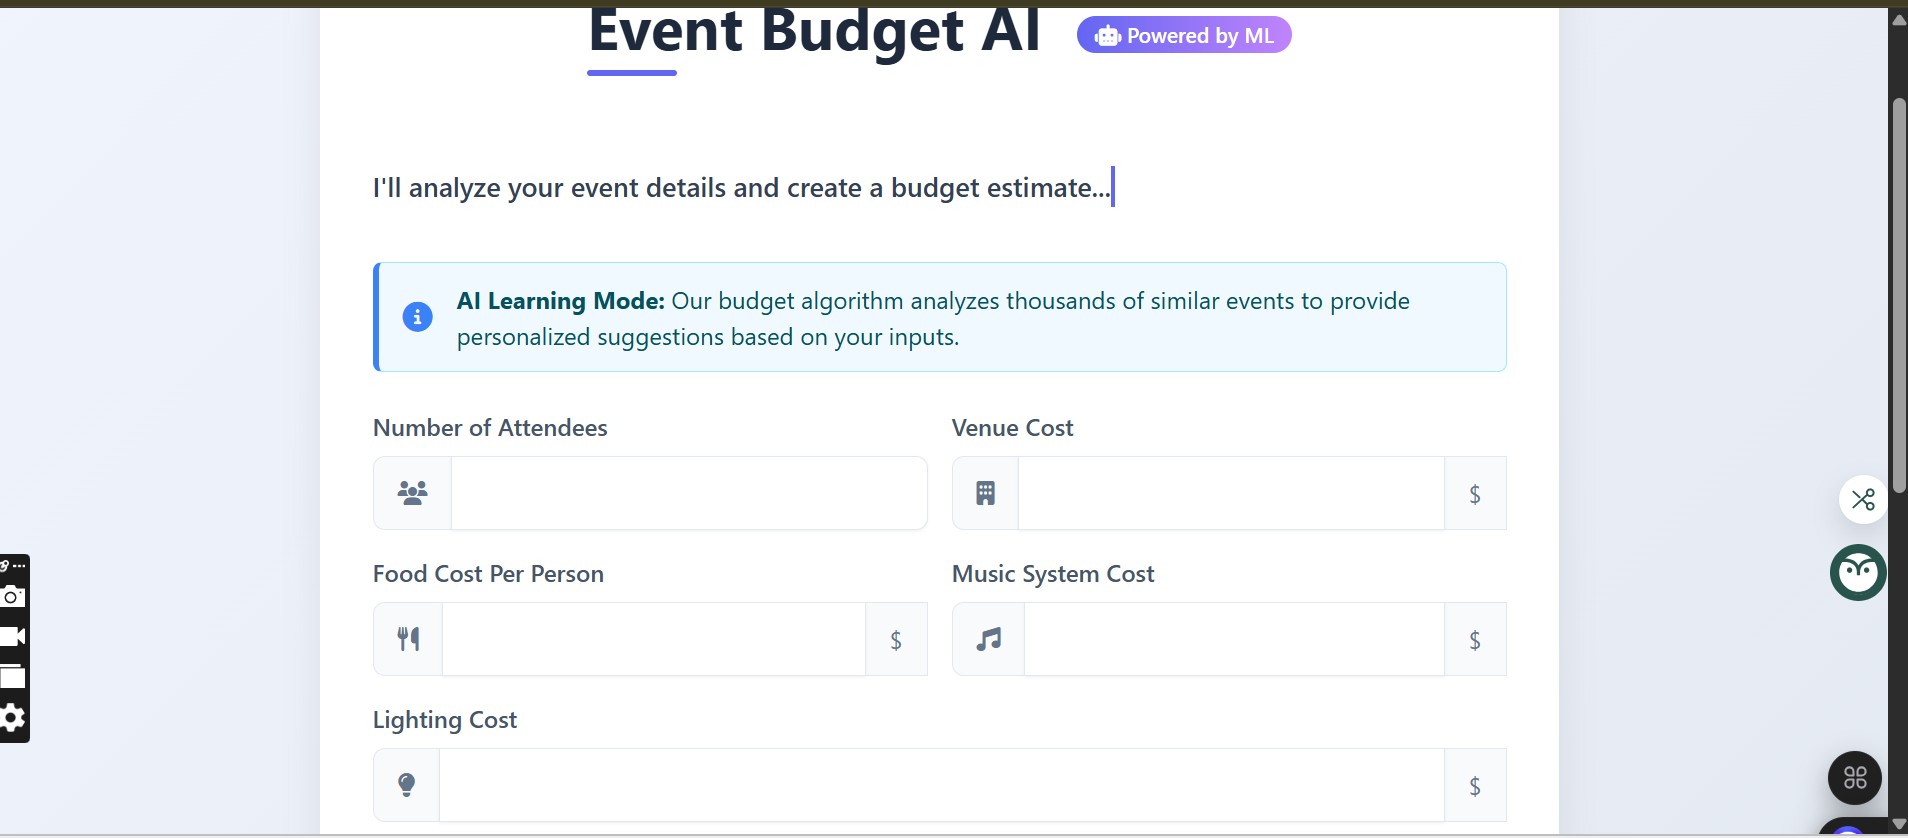 Event Budget AI
Powered by ML
I'll analyze your event details and create a budget estimate...
AI Learning Mode: Our budget algorithm analyzes thousands of similar events to provide
personalized suggestions based on your inputs.
Number of Attendees
Venue Cost
$
Food Cost Per Person
$
Music System Cost
$
Lighting Cost
$